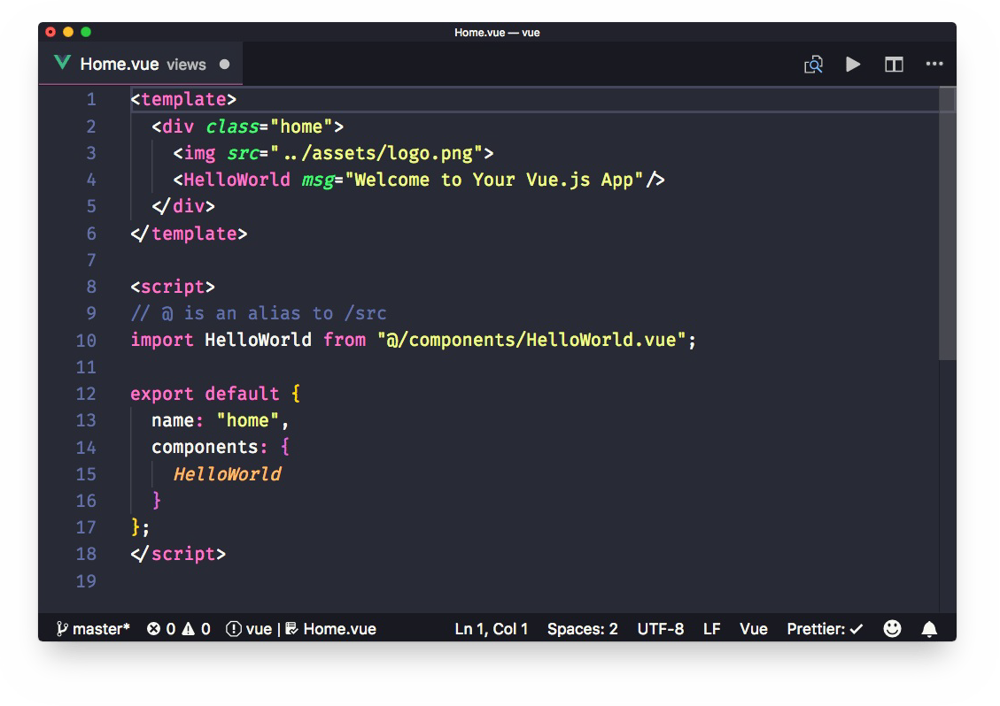 Home.vue — vue
Home.vue views
1 <template>
2   <div class="home">
3     <img src="../assets/logo.png">
4     <HelloWorld msg="Welcome to Your Vue.js App"/>
5   </div>
6 </template>
7
8 <script>
9 // @ is an alias to /src
10 import HelloWorld from "@/components/HelloWorld.vue";
11
12 export default {
13   name: "home",
14   components: {
15     HelloWorld
16   }
17 };
18 </script>
19
master* 0 0 vue | Home.vue Ln 1, Col 1 Spaces: 2 UTF-8 LF Vue Prettier: ✓